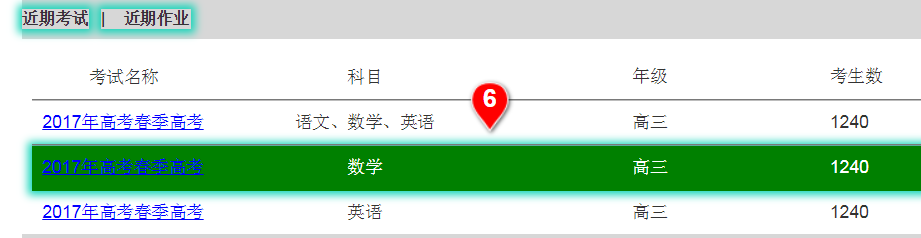 近期考试 | 近期作业
考试名称 科目 年级 考生数
6
2017年高考春季高考 语文、数学、英语 高三 1240
2017年高考春季高考 数学 高三 1240
2017年高考春季高考 英语 高三 1240